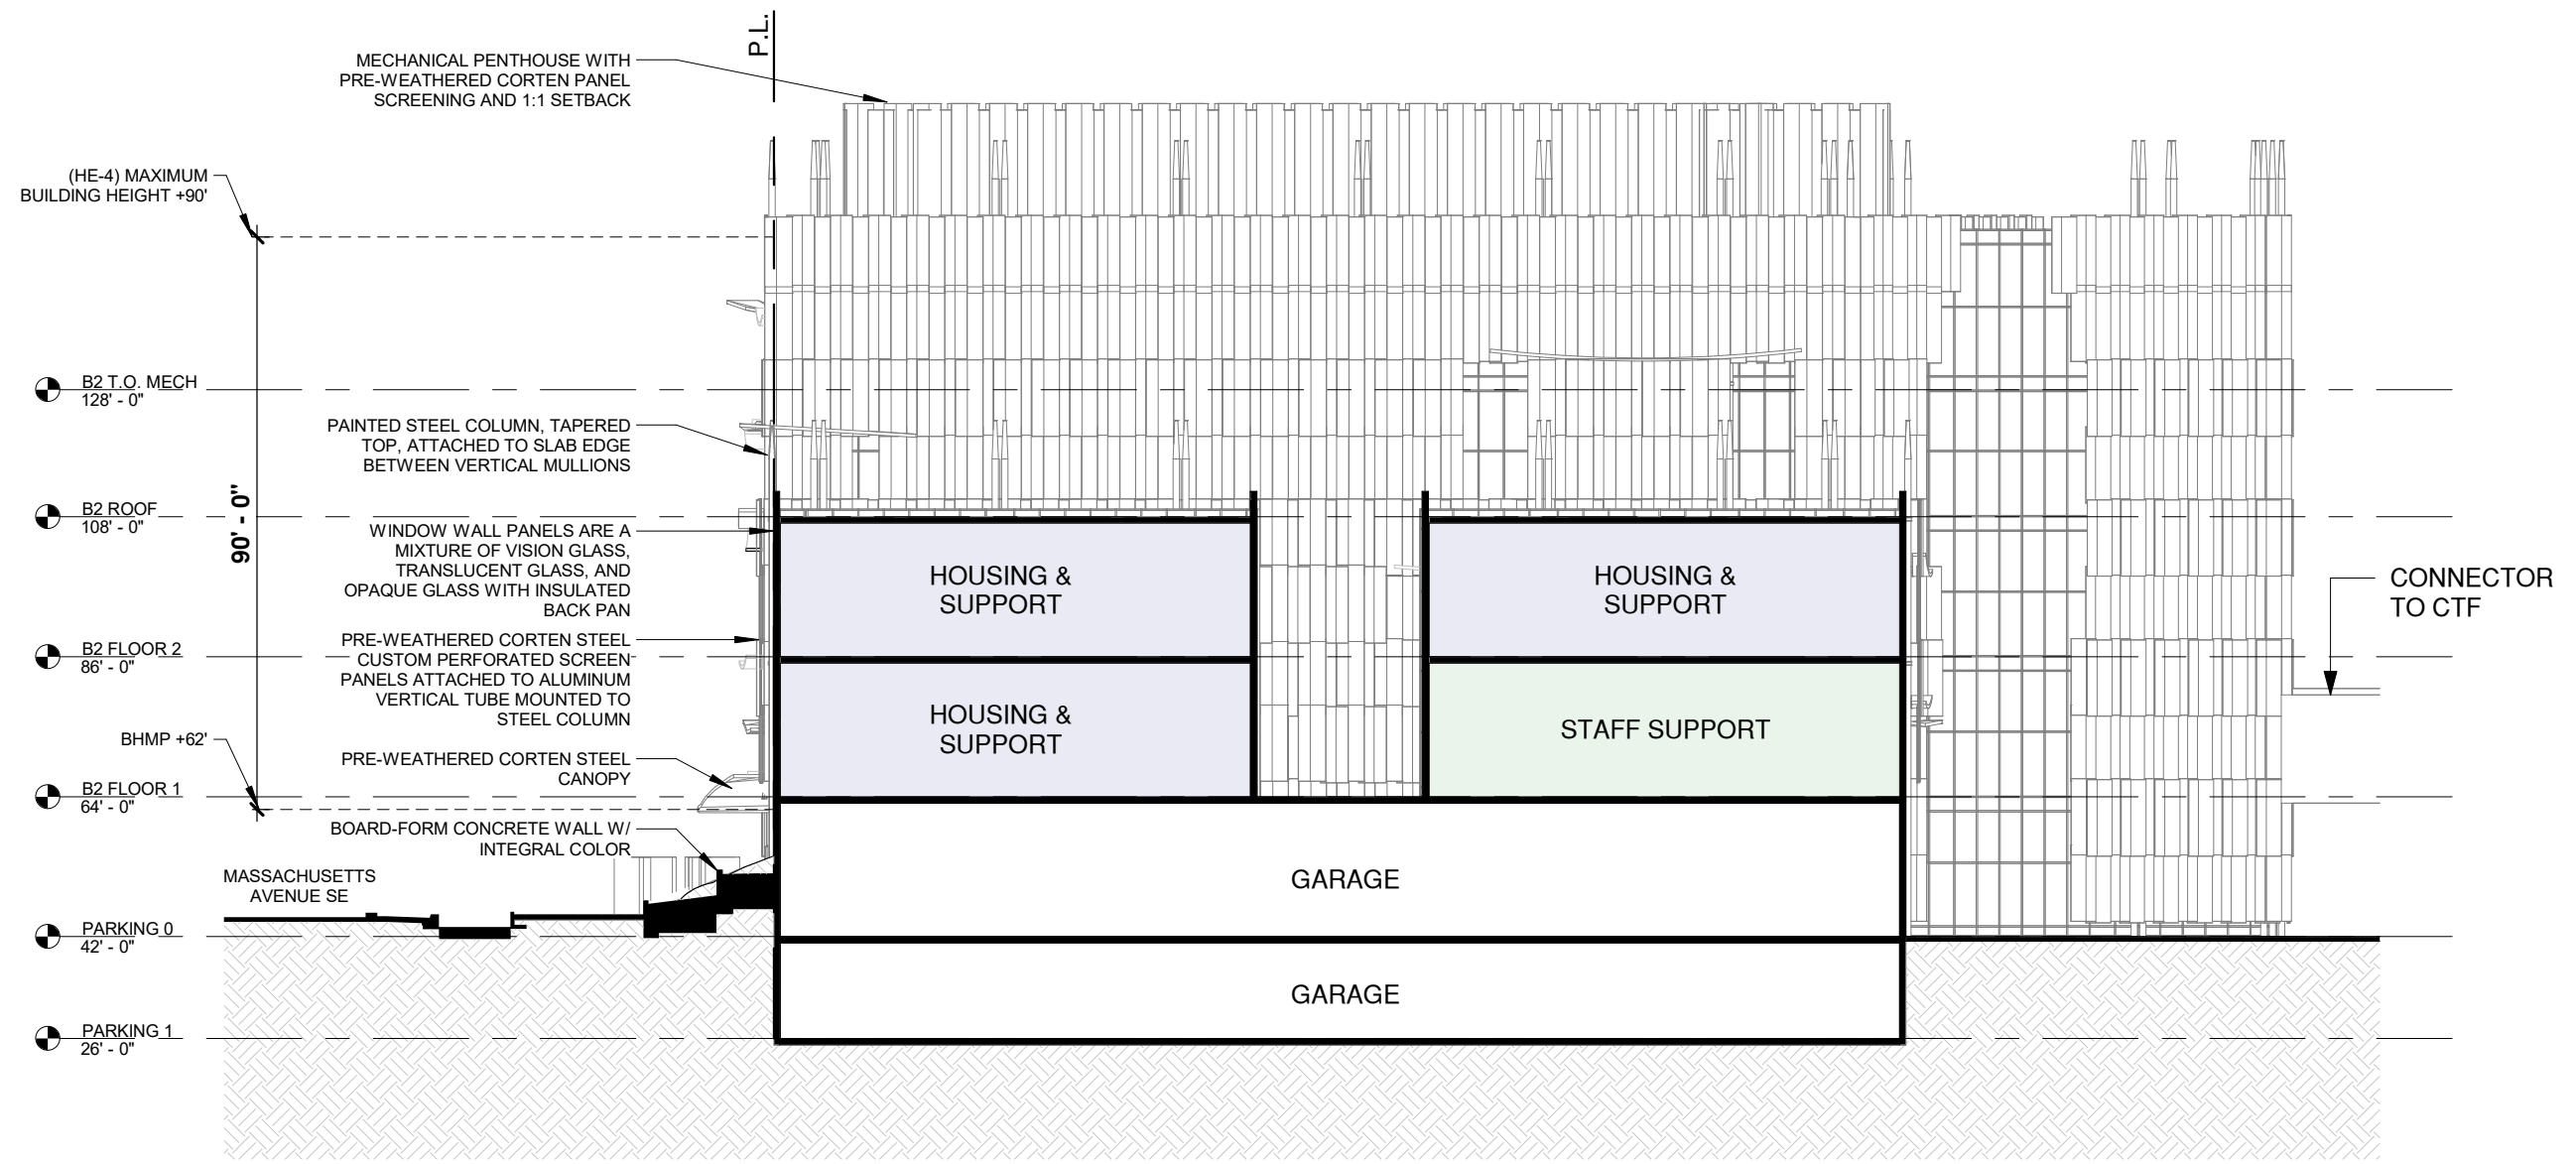 P.L.
MECHANICAL PENTHOUSE WITH
PRE-WEATHERED CORTEN PANEL
SCREENING AND 1:1 SETBACK
(HE-4) MAXIMUM
BUILDING HEIGHT +90'
B2 T.O. MECH
128' - 0"
PAINTED STEEL COLUMN, TAPERED
TOP, ATTACHED TO SLAB EDGE
BETWEEN VERTICAL MULLIONS
90' - 0"
B2 ROOF
108' - 0"
WINDOW WALL PANELS ARE A
MIXTURE OF VISION GLASS,
TRANSLUCENT GLASS, AND
OPAQUE GLASS WITH INSULATED
BACK PAN
HOUSING &
SUPPORT
HOUSING &
SUPPORT
CONNECTOR
TO CTF
B2 FLOOR 2
86' - 0"
PRE-WEATHERED CORTEN STEEL
CUSTOM PERFORATED SCREEN
PANELS ATTACHED TO ALUMINUM
VERTICAL TUBE MOUNTED TO
STEEL COLUMN
HOUSING &
SUPPORT
STAFF SUPPORT
BHMP +62'
PRE-WEATHERED CORTEN STEEL
CANOPY
B2 FLOOR 1
64' - 0"
BOARD-FORM CONCRETE WALL W/
INTEGRAL COLOR
MASSACHUSETTS
AVENUE SE
GARAGE
PARKING 0
42' - 0"
GARAGE
PARKING 1
26' - 0"